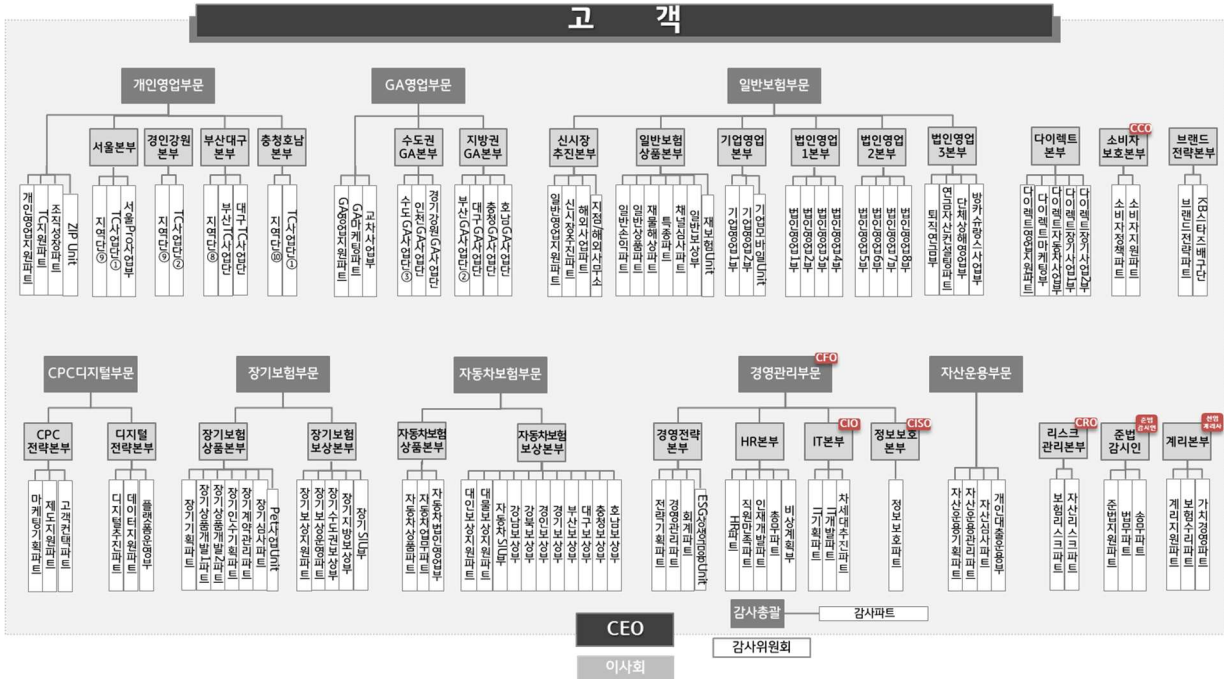 고 객
개인영업부문
GA영업부문
일반보험부문
서울본부
경인강원
본부
부산대구
본부
충청호남
본부
수도권
GA본부
지방권
GA본부
신시장
추진본부
일반보험
상품본부
기업영업
본부
법인영업
1본부
법인영업
2본부
법인영업
3본부
다이렉트
본부
CCO
소비자
보호본부
브랜드
전략본부
개인영업지원파트
TC지원파트
조직성장파트
ZIP Unit
지역단⑨
TC사업단①
서울Pro사업부
지역단⑨
TC사업단②
지역단⑧
부산TC사업단
대구TC사업단
지역단⑩
TC사업단①
GA영업지원파트
GA마케팅파트
교차사업부
수도GA사업단③
인천GA사업단
경기강원GA사업단
부산GA사업단②
대구GA사업단
충청GA사업단
호남GA사업단
일반영업지원파트
신시장추진파트
해외사업파트
지점/해외사무소
일반손익파트
일반상품파트
재물해상파트
특종파트
채널심사파트
일반보상부
재보험Unit
기업영업1부
기업영업2부
기업모바일Unit
법인영업1부
법인영업2부
법인영업3부
법인영업4부
법인영업5부
법인영업6부
법인영업7부
법인영업8부
퇴직연금부
연금자산컨설팅파트
단체상해영업부
방카슈랑스사업부
다이렉트영업지원파트
다이렉트마케팅부
다이렉트자동차사업부
다이렉트장기사업1부
다이렉트장기사업2부
소비자정책파트
소비자지원파트
브랜드전략파트
KB스타즈배구단
CPC디지털부문
장기보험부문
자동차보험부문
경영관리부문
CFO
자산운용부문
CPC
전략본부
디지털
전략본부
장기보험
상품본부
장기보험
보상본부
자동차보험
상품본부
자동차보험
보상본부
경영전략
본부
HR본부
CIO
IT본부
CISO
정보보호
본부
CRO
리스크
관리본부
준법
감시인
준법
감시인
선임
계리사
계리본부
마케팅기획파트
제도지원파트
고객컨택파트
디지털추진파트
데이터지원파트
플랫폼운영부
장기기획파트
장기상품개발1파트
장기상품개발2파트
장기인수기획파트
장기계약관리파트
장기심사파트
Pet사업Unit
장기보상지원파트
장기보상운영파트
장기수도권보상부
장기지방보상부
장기SIU부
자동차상품파트
자동차업무파트
자동차법인영업부
대인보상지원파트
대물보상지원파트
자동차SIU부
강남보상부
강북보상부
경인보상부
경기보상부
부산보상부
대구보상부
충청보상부
호남보상부
전략기획파트
경영관리파트
회계파트
ESG상생금융Unit
HR파트
직원만족파트
인재개발파트
총무파트
비상계획부
IT기획파트
IT개발파트
차세대추진파트
정보보호파트
자산운용기획파트
자산운용관리파트
자산심사파트
개인대출운용부
보험리스크파트
자산리스크파트
준법지원파트
법무파트
송무파트
계리지원파트
보험수리파트
가치경영파트
감사총괄
감사파트
CEO
감사위원회
이사회